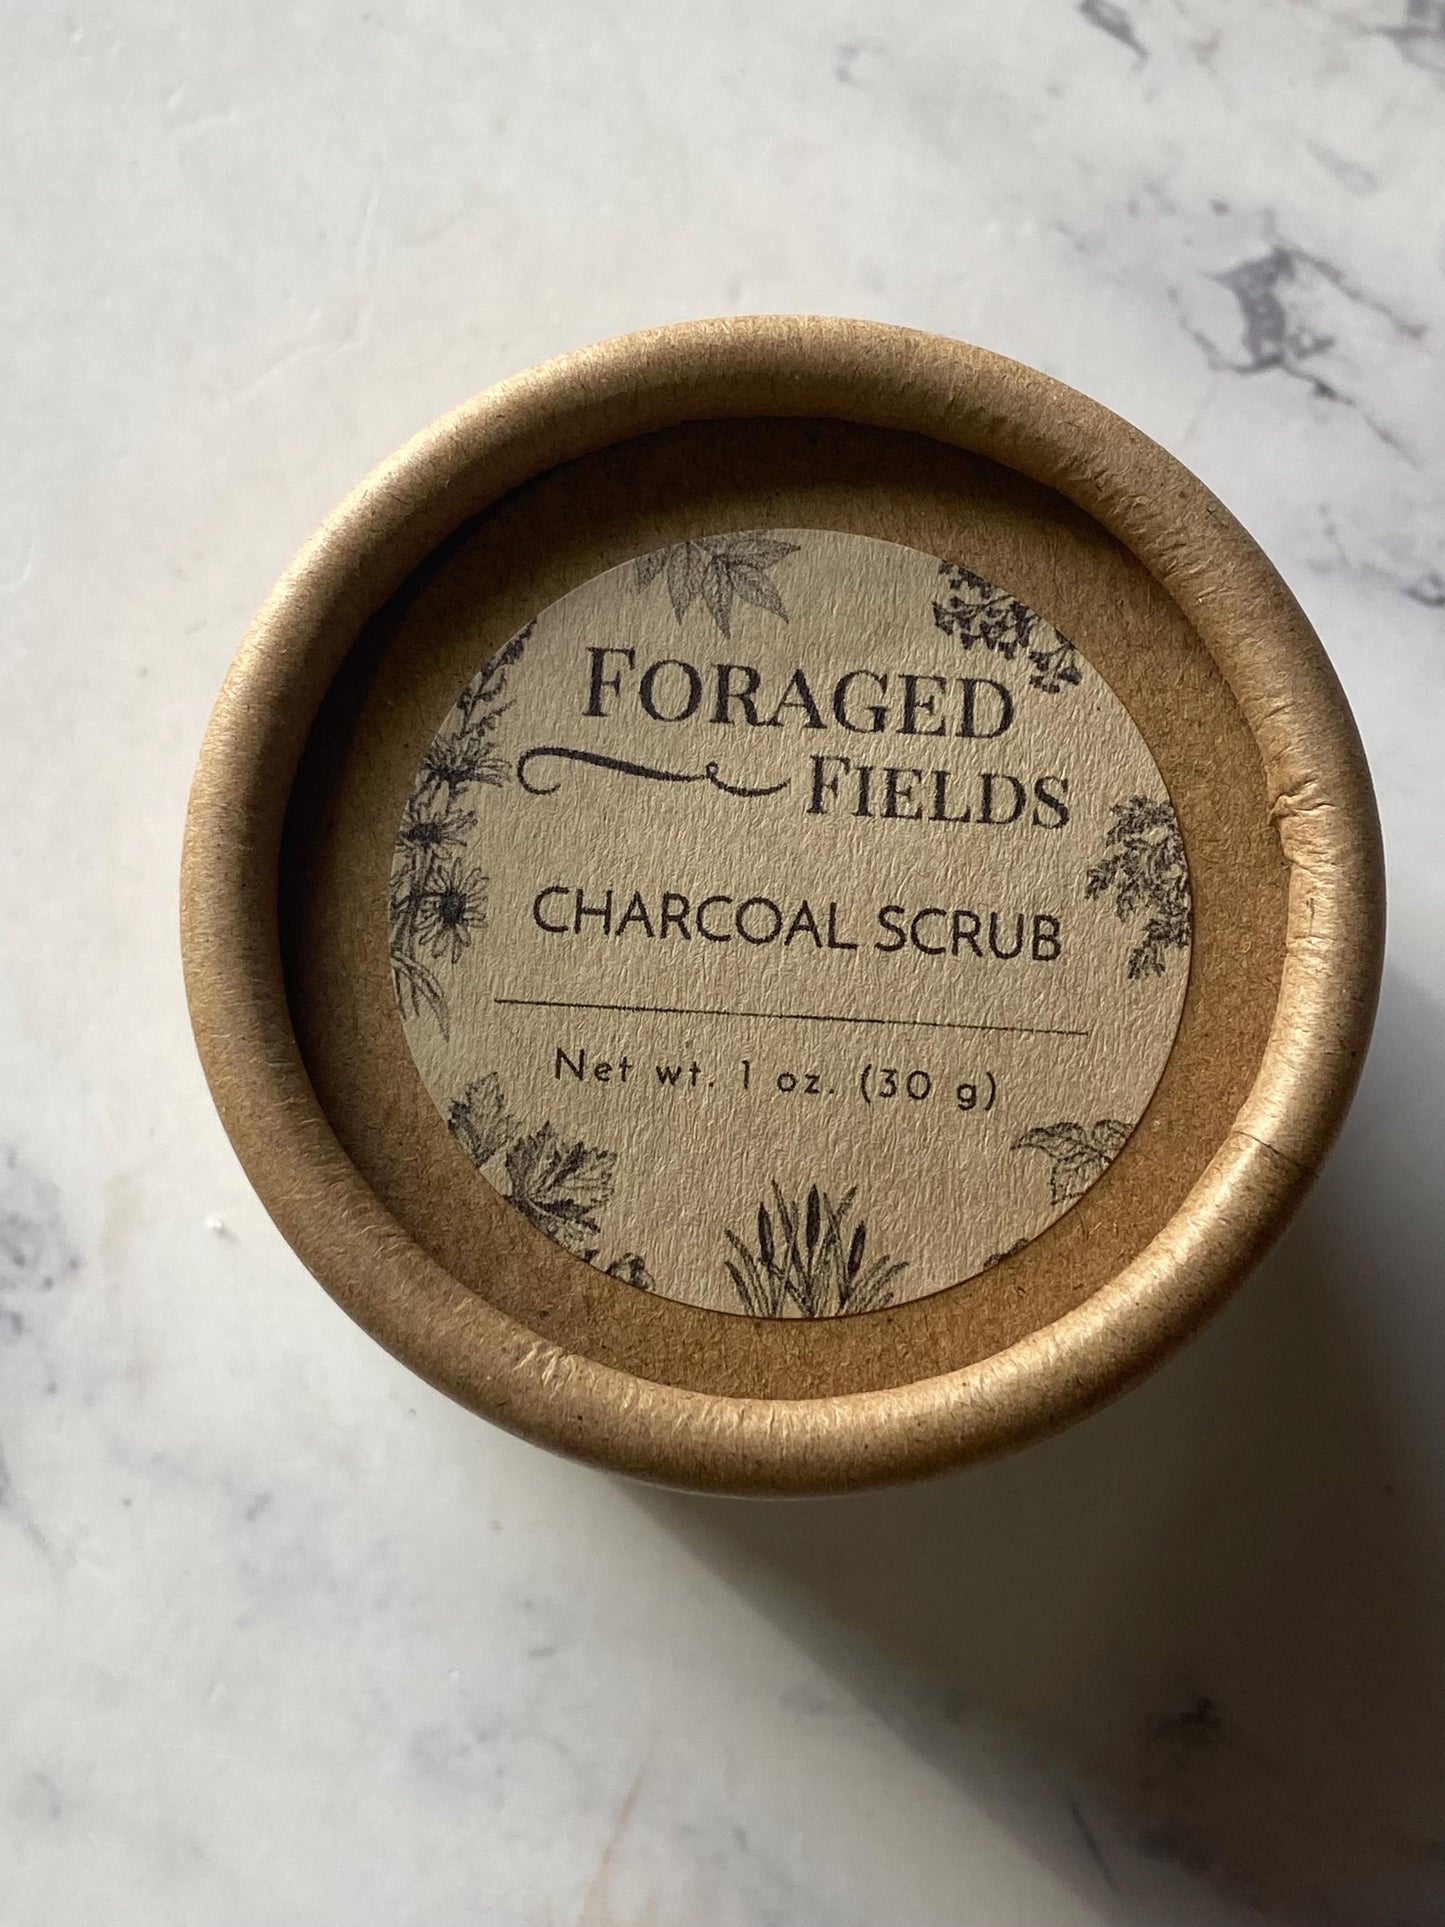 FORAGED
FIELDS
CHARCOAL SCRUB
Net wt. 1 oz. (30 g)